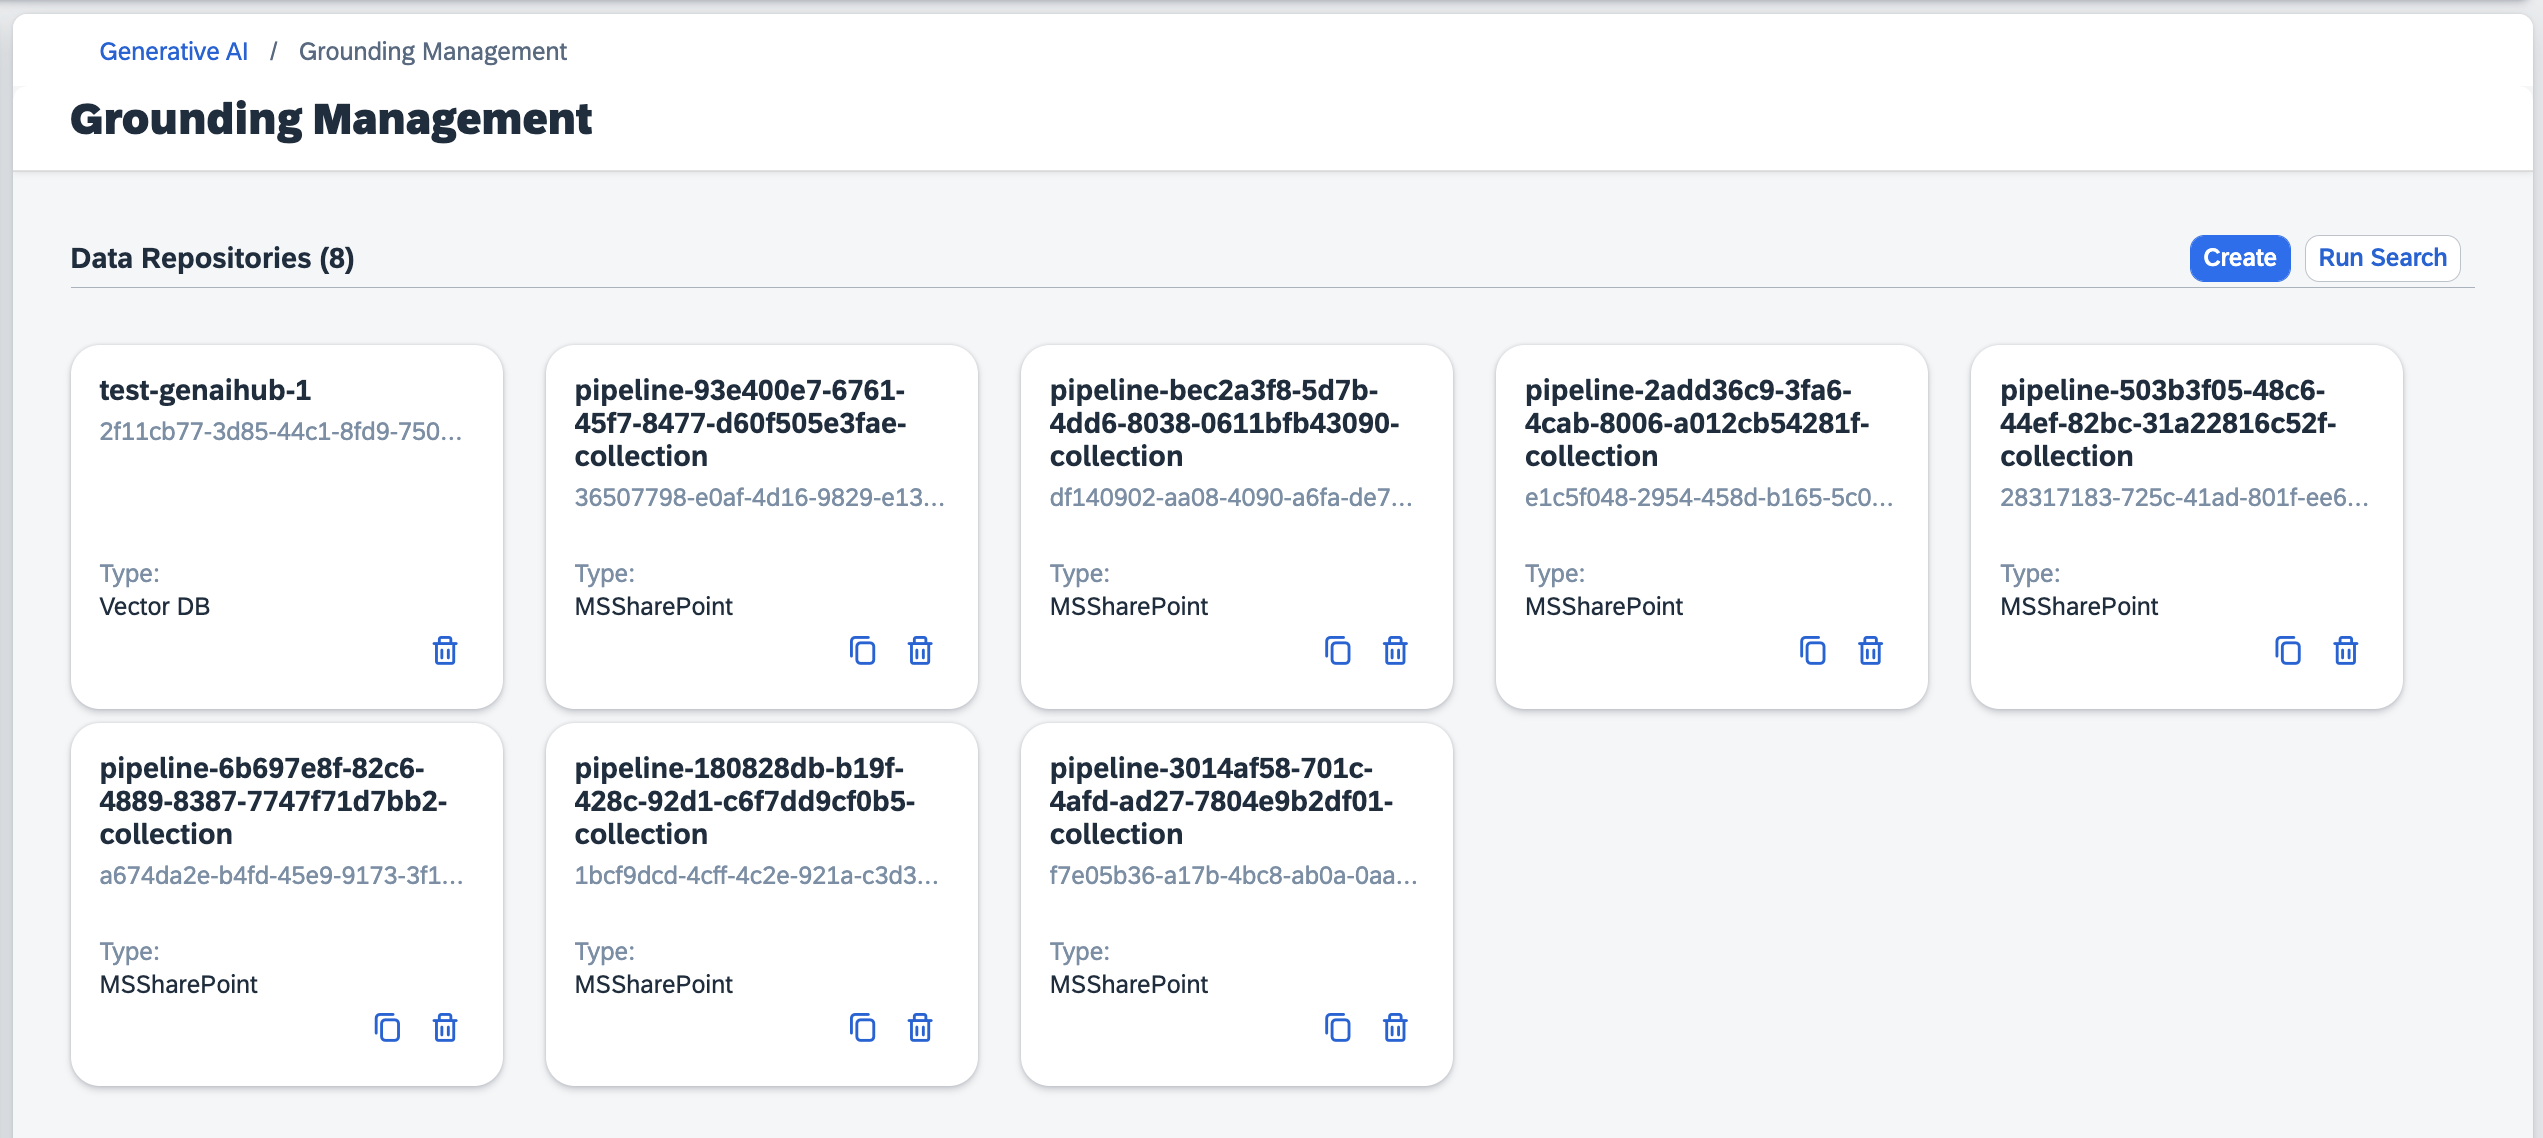 Generative AI / Grounding Management
Grounding Management
Data Repositories (8)
Create
Run Search
test-genaihub-1
2f11cb77-3d85-44c1-8fd9-750...
Type:
Vector DB
pipeline-93e400e7-6761-
45f7-8477-d60f505e3fae-
collection
36507798-e0af-4d16-9829-e13...
Type:
MSSharePoint
pipeline-bec2a3f8-5d7b-
4dd6-8038-0611bfb43090-
collection
df140902-aa08-4090-a6fa-de7...
Type:
MSSharePoint
pipeline-2add36c9-3fa6-
4cab-8006-a012cb54281f-
collection
e1c5f048-2954-458d-b165-5c0...
Type:
MSSharePoint
pipeline-503b3f05-48c6-
44ef-82bc-31a22816c52f-
collection
28317183-725c-41ad-801f-ee6...
Type:
MSSharePoint
pipeline-6b697e8f-82c6-
4889-8387-7747f71d7bb2-
collection
a674da2e-b4fd-45e9-9173-3f1...
Type:
MSSharePoint
pipeline-180828db-b19f-
428c-92d1-c6f7dd9cf0b5-
collection
1bcf9dcd-4cff-4c2e-921a-c3d3...
Type:
MSSharePoint
pipeline-3014af58-701c-
4afd-ad27-7804e9b2df01-
collection
f7e05b36-a17b-4bc8-ab0a-0aa...
Type:
MSSharePoint